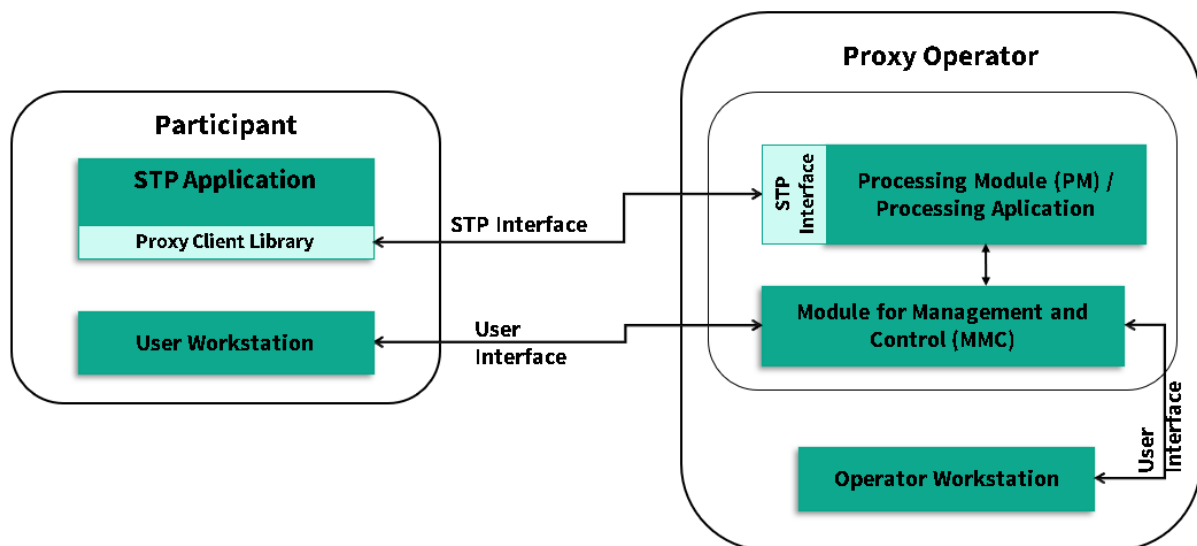 Proxy Operator
Participant
STP Application
Proxy Client Library
User Workstation
STP Interface
User
Interface
STP
Interface
Processing Module (PM) /
Processing Aplication
Module for Management and
Control (MMC)
User
Interface
Operator Workstation